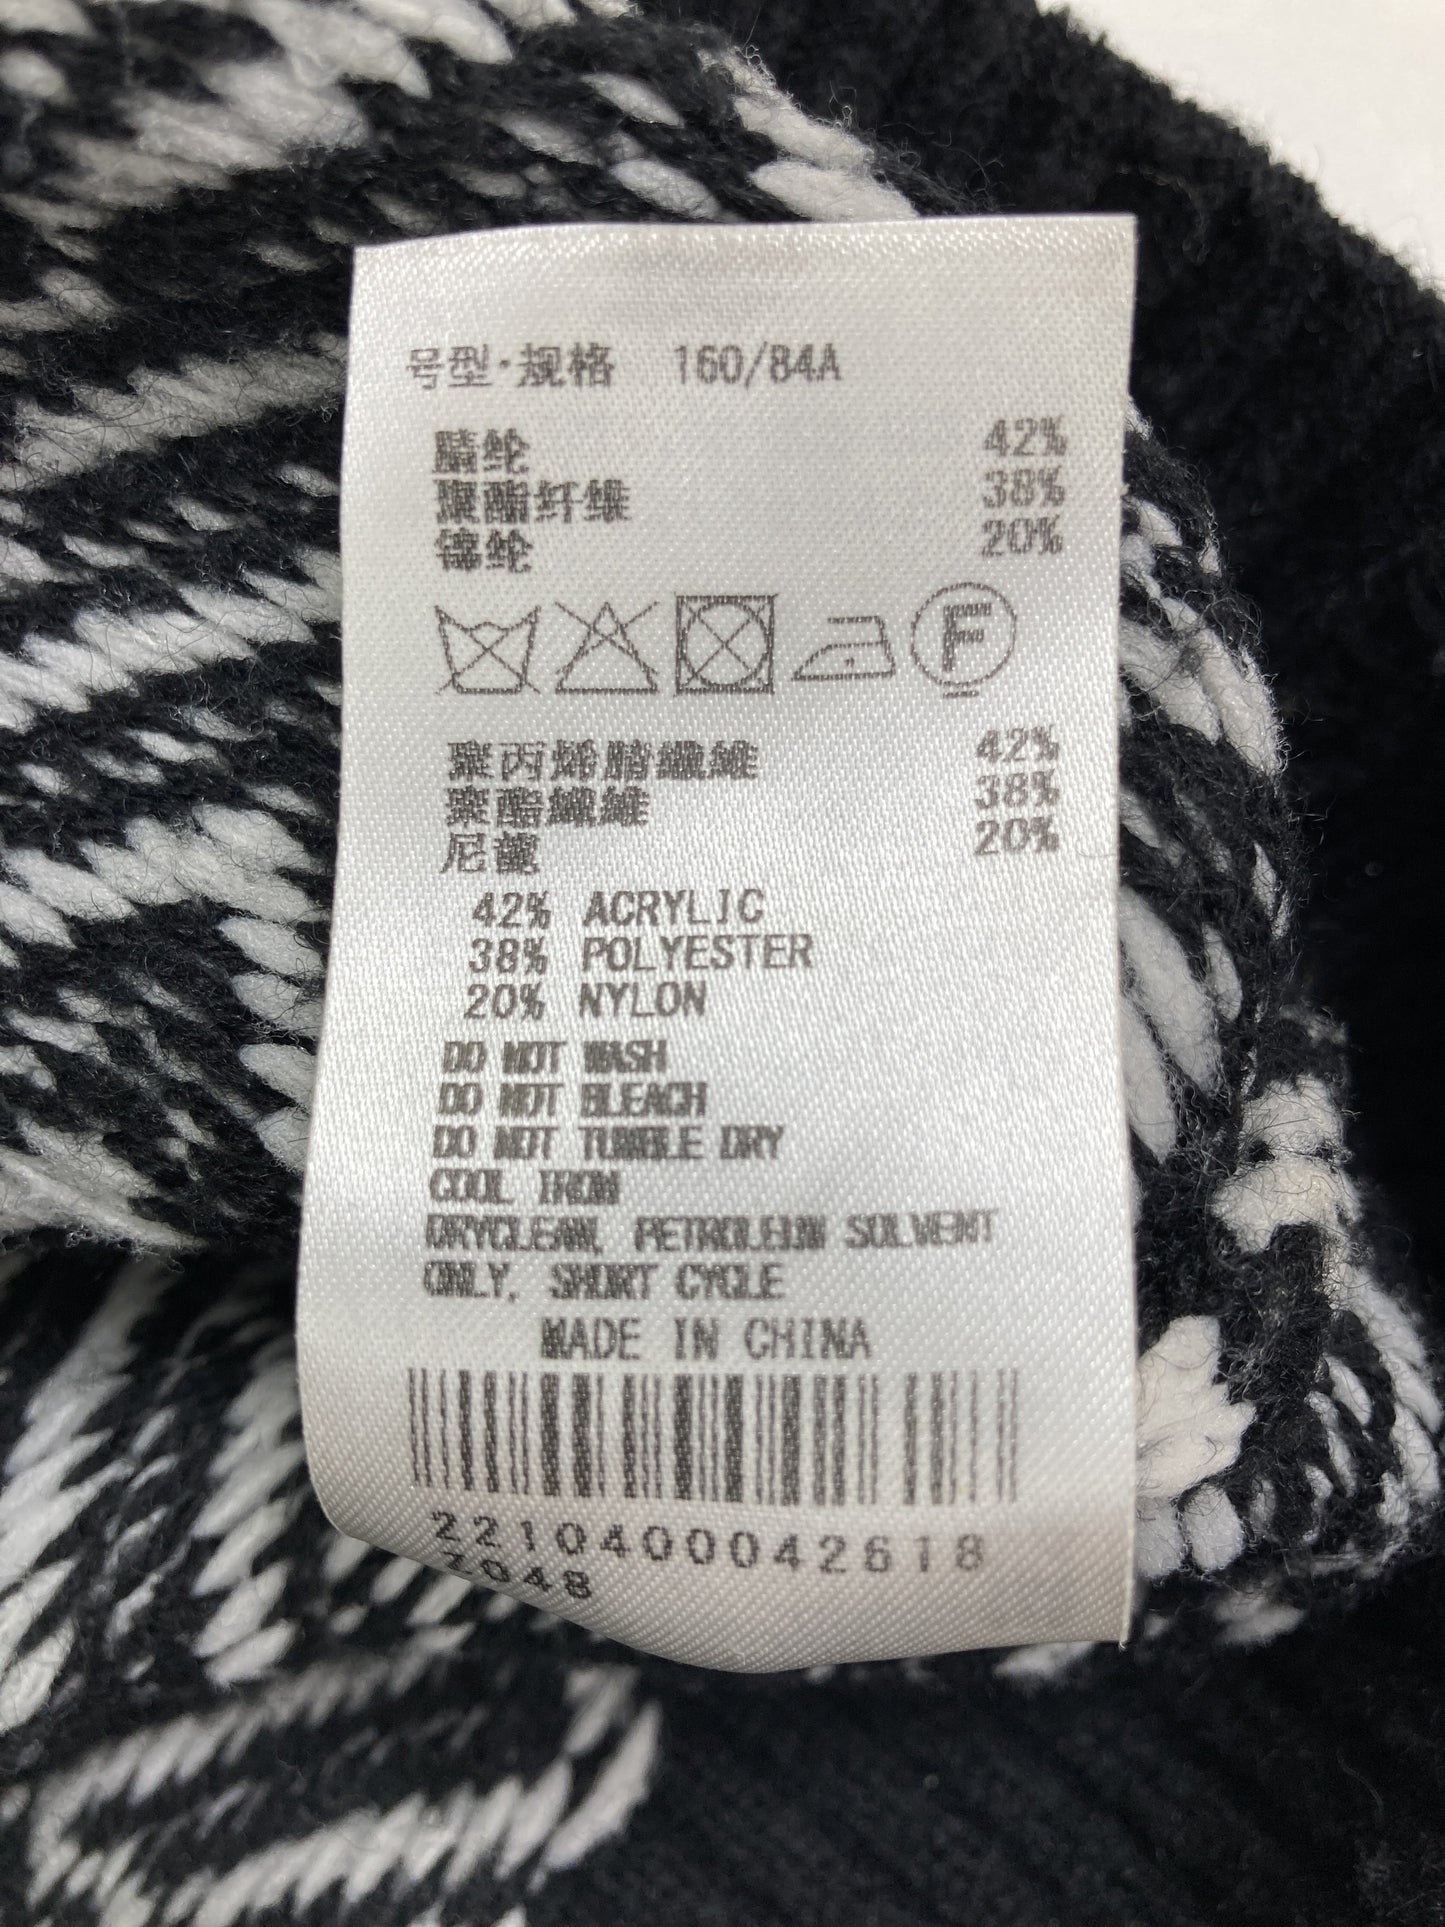 号型·规格 160/84A
腈纶 42%
聚酯纤维 38%
锦纶 20%
F
聚丙烯腈纖維 42%
聚酯纖維 38%
尼龍 20%
42% ACRYLIC
38% POLYESTER
20% NYLON
DO NOT WASH
DO NOT BLEACH
DO NOT TUMBLE DRY
COOL IRON
DRYCLEAN, PETROLEUM SOLVENT
ONLY, SHORT CYCLE
MADE IN CHINA
2210400042618
Z048